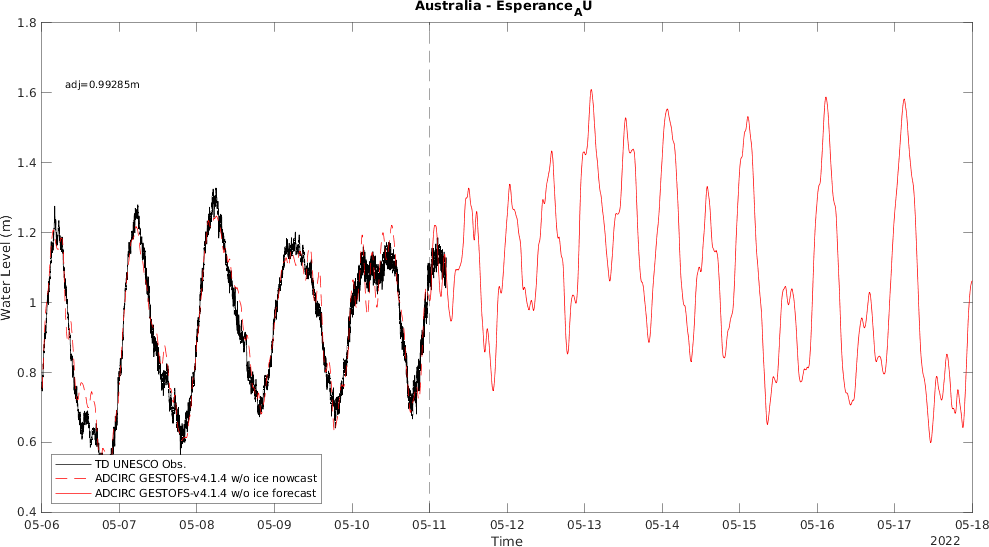 Australia - Esperance_AU
1.8
1.6
1.4
1.2
1
0.8
0.6
0.4
Water Level (m)
adj=0.99285m
TD UNESCO Obs.
ADCIRC GESTOFS-v4.1.4 w/o ice nowcast
ADCIRC GESTOFS-v4.1.4 w/o ice forecast
05-06 05-07 05-08 05-09 05-10 05-11 05-12 05-13 05-14 05-15 05-16 05-17 05-18
Time
2022